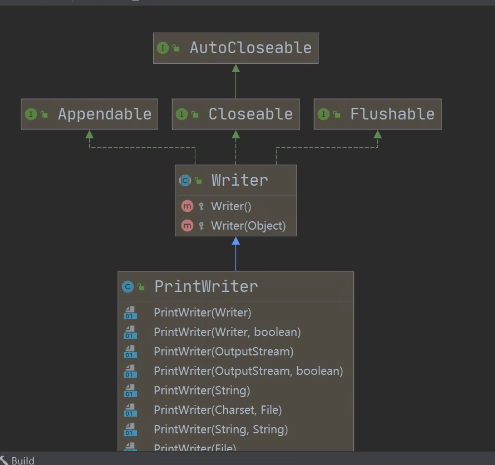 AutoCloseable
Appendable
Closeable
Flushable
Writer
Writer()
Writer(Object)
PrintWriter
PrintWriter(Writer)
PrintWriter(Writer, boolean)
PrintWriter(OutputStream)
PrintWriter(OutputStream, boolean)
PrintWriter(String)
PrintWriter(Charset, File)
PrintWriter(String, String)
PrintWriter(File)
Build